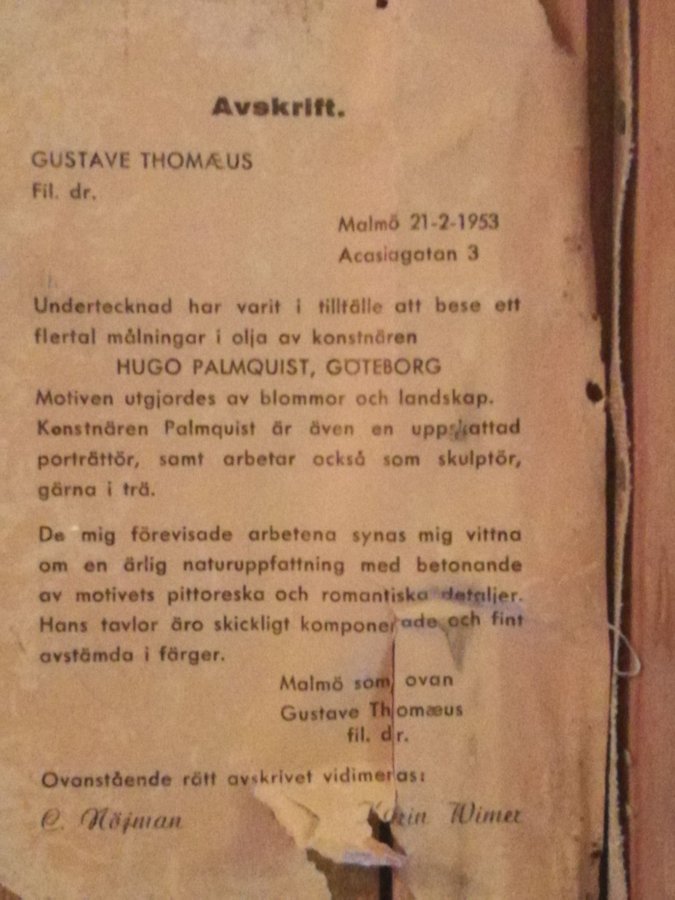 Avskrift.
GUSTAVE THOMÆUS
Fil. dr.
Malmö 21-2-1953
Acasiagatan 3
Undertecknad har varit i tillfälle att bese ett
flertal målningar i olja av konstnären
HUGO PALMQUIST, GÖTEBORG
Motiven utgjordes av blommor och landskap.
Konstnären Palmquist är även en uppskattad
porträttör, samt arbetar också som skulptör,
gärna i trä.
De mig förevisade arbetena synas mig vittna
om en ärlig naturuppfattning med betonande
av motivets pittoreska och romantiska detaljer.
Hans tavlor äro skickligt komponerade och fint
avstämda i färger.
Malmö som ovan
Gustave Thomæus
fil. dr.
Ovanstående rätt avskrivet vidimeras:
C. Nöjman Karin Wimer